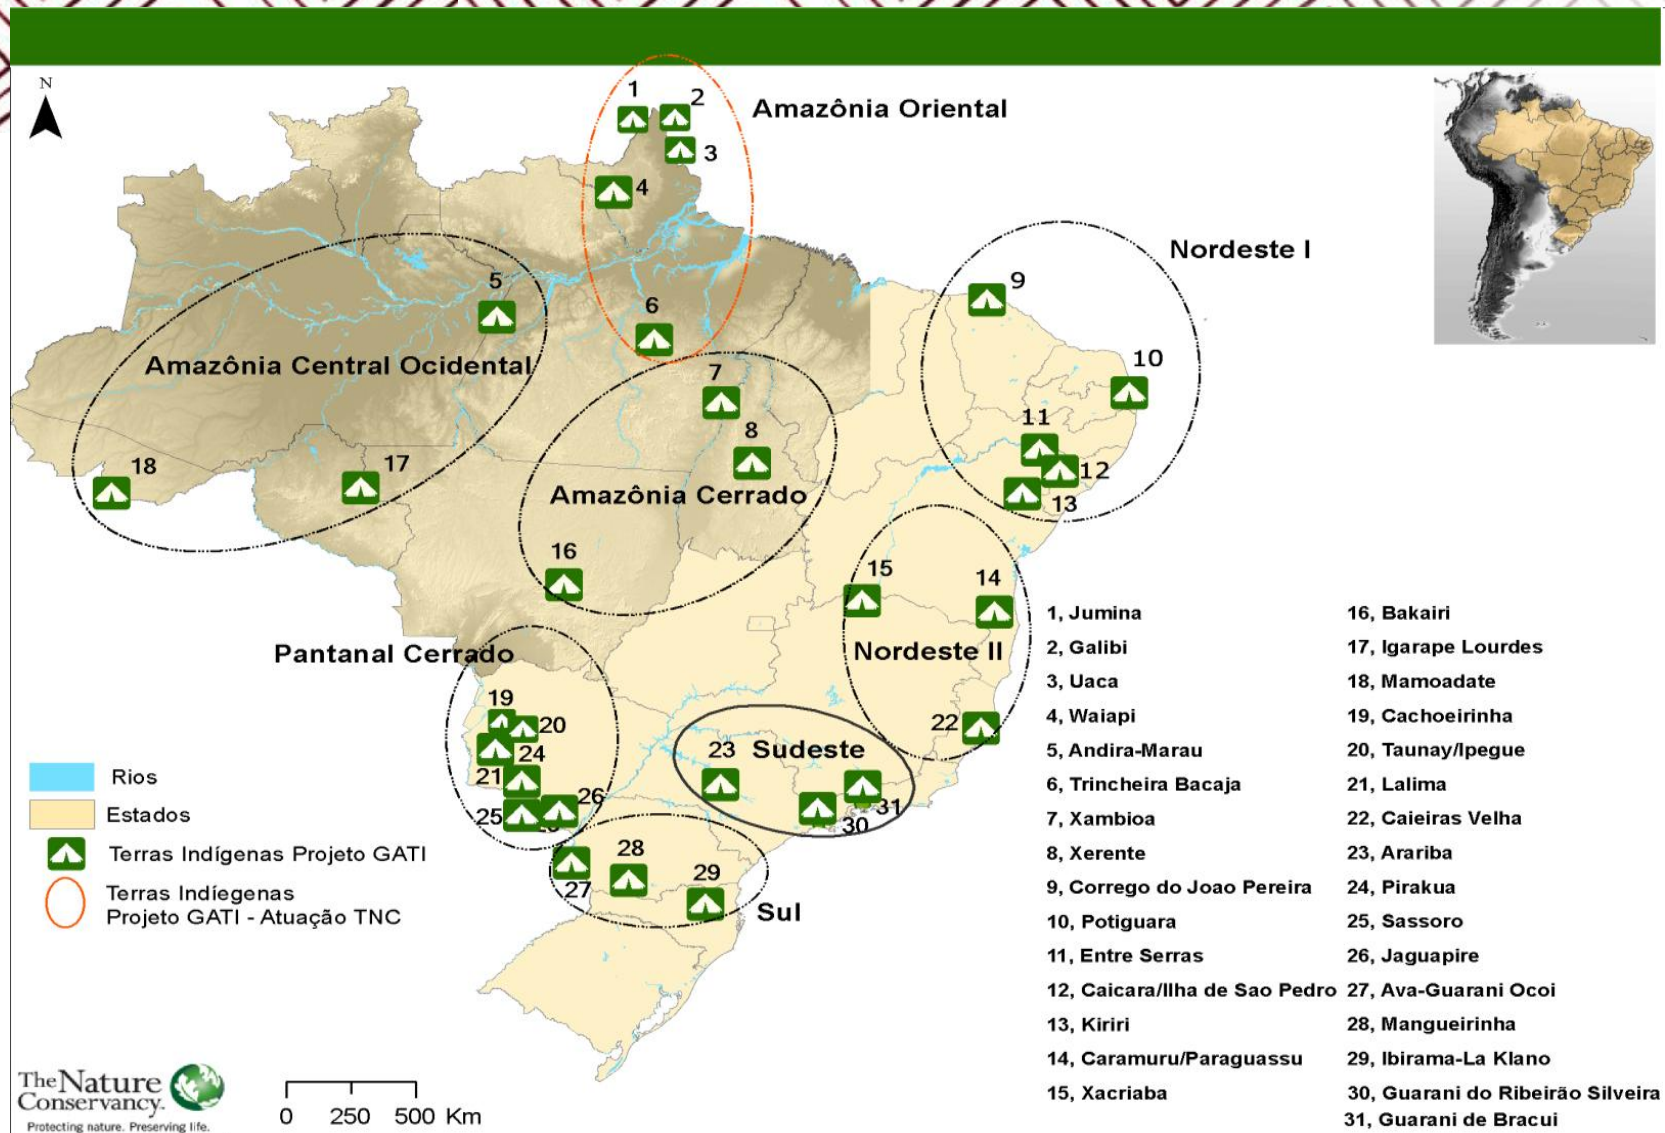 N
1
2
3
4
Amazônia Oriental
Nordeste I
5
6
9
Amazônia Central Ocidental
7
10
8
11
12
13
18
17
Amazônia Cerrado
16
15
14
Pantanal Cerrado
Nordeste II
19
20
24
21
22
23
Sudeste
25
26
31
30
28
27
29
Sul
Rios
Estados
Terras Indígenas Projeto GATI
Terras Indíegenas
Projeto GATI - Atuação TNC
1, Jumina
2, Galibi
3, Uaca
4, Waiapi
5, Andira-Marau
6, Trincheira Bacaja
7, Xambioa
8, Xerente
9, Corrego do Joao Pereira
10, Potiguara
11, Entre Serras
12, Caicara/Ilha de Sao Pedro
13, Kiriri
14, Caramuru/Paraguassu
15, Xacriaba
16, Bakairi
17, Igarape Lourdes
18, Mamoadate
19, Cachoeirinha
20, Taunay/Ipegue
21, Lalima
22, Caieiras Velha
23, Arariba
24, Pirakua
25, Sassoro
26, Jaguapire
27, Ava-Guarani Ocoi
28, Mangueirinha
29, Ibirama-La Klano
30, Guarani do Ribeirão Silveira
31, Guarani de Bracui
The Nature
Conservancy.
Protecting nature. Preserving life.
0 250 500 Km